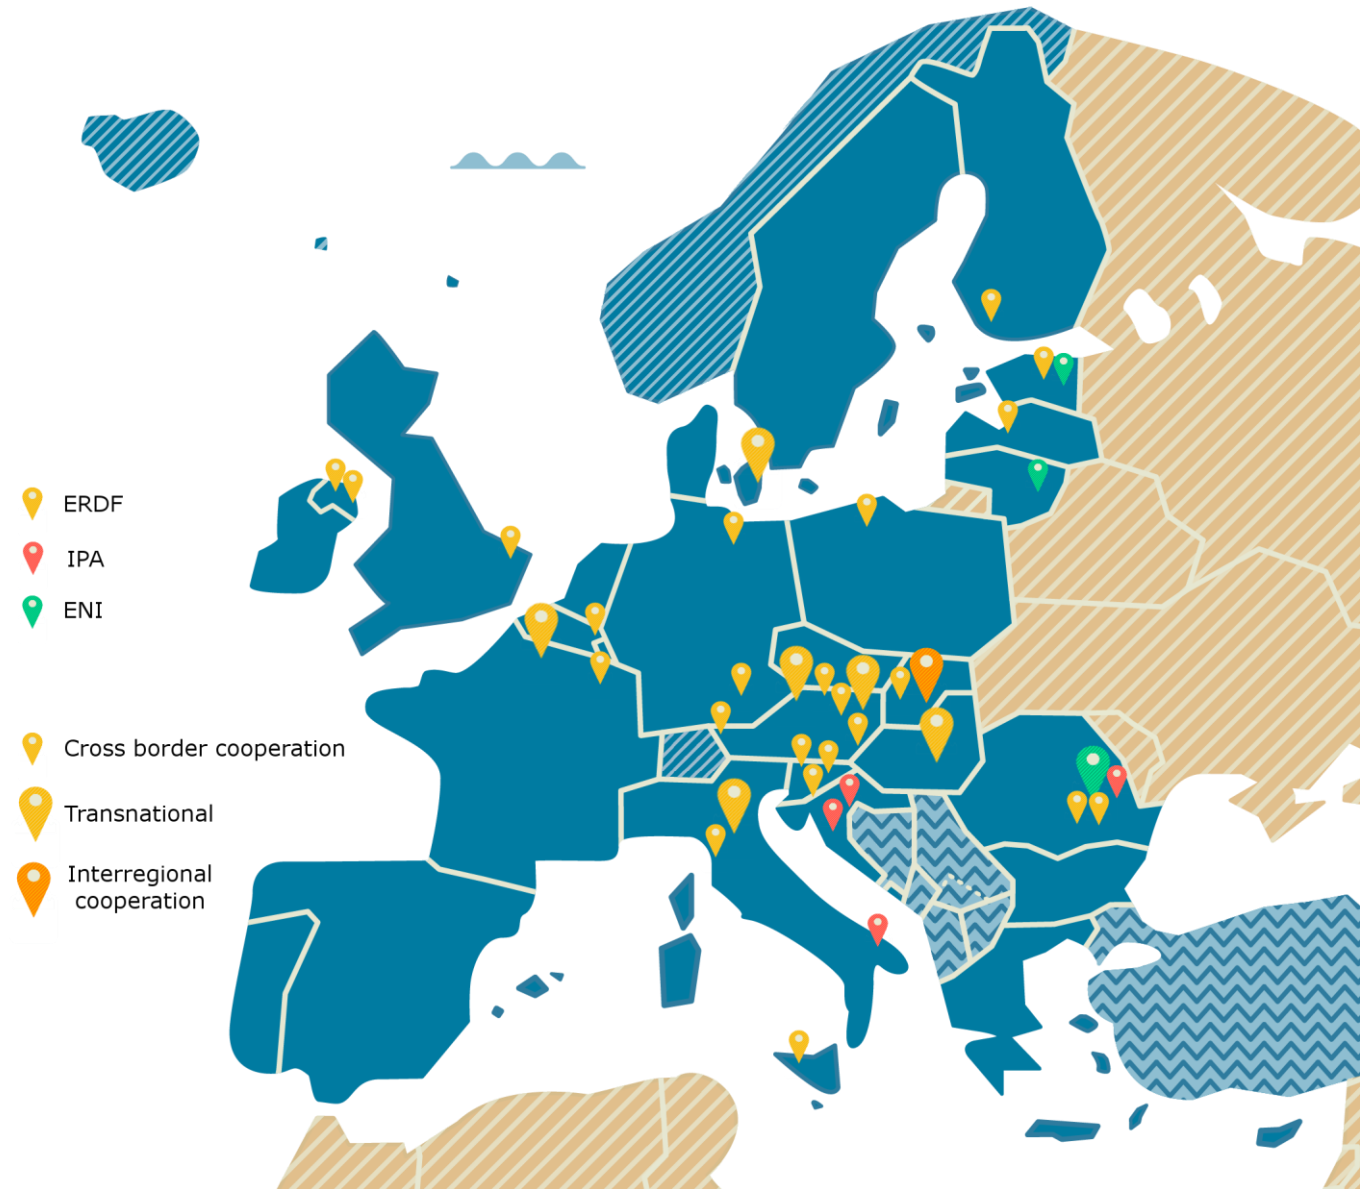 ERDF
IPA
ENI
Cross border cooperation
Transnational
Interregional
cooperation